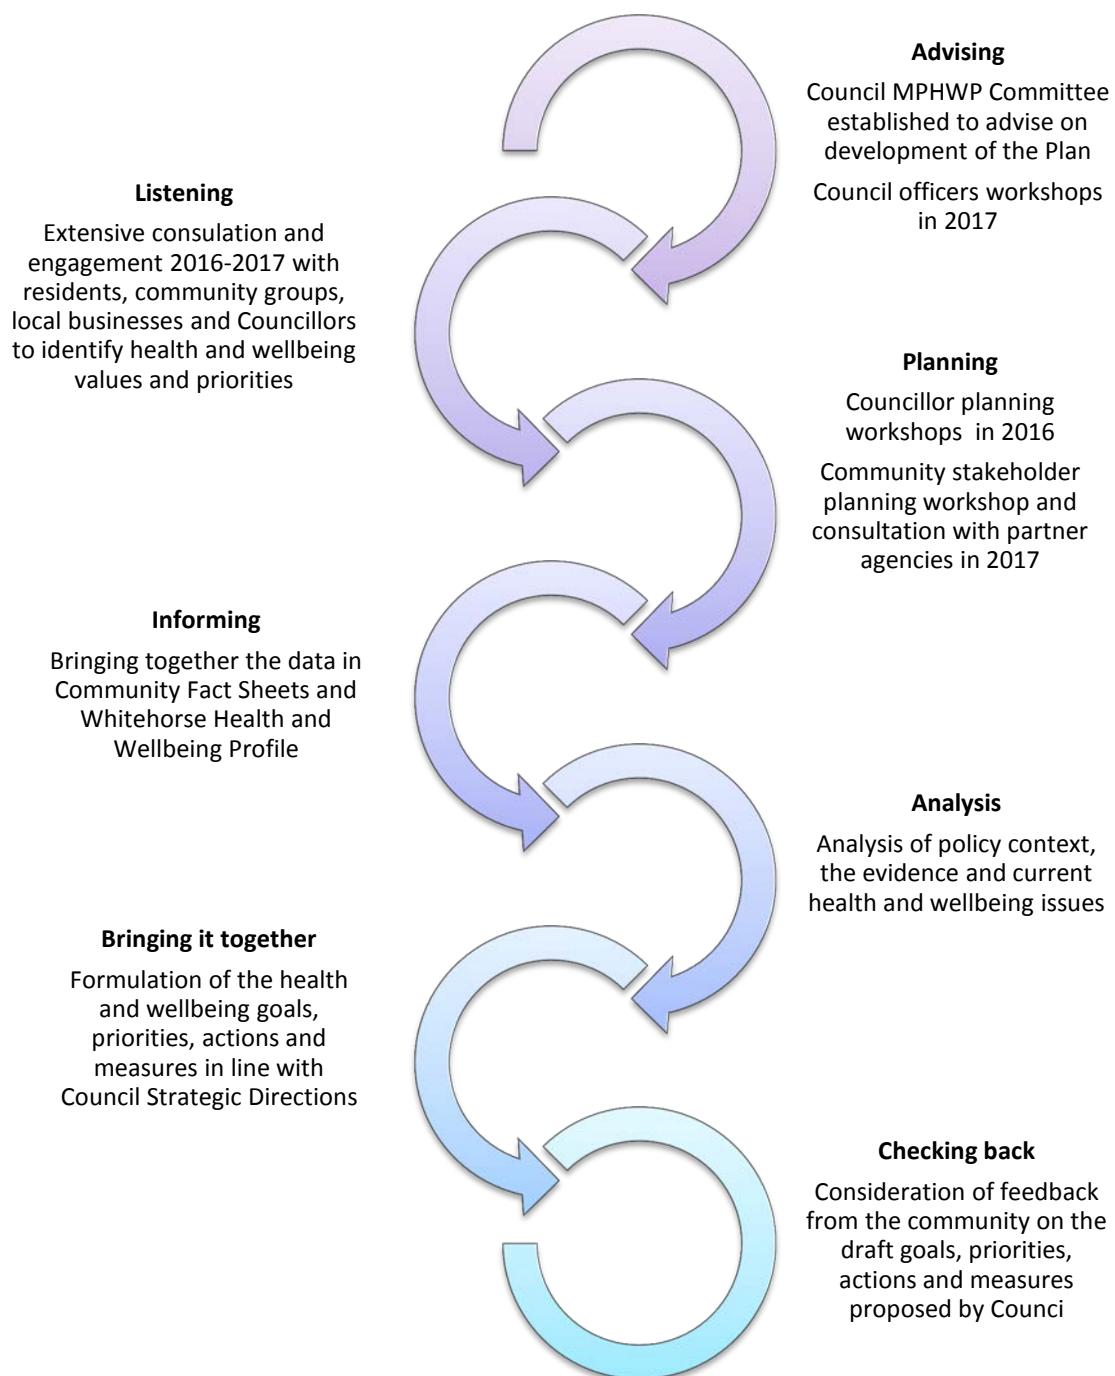 Advising
Council MPHWP Committee
established to advise on
development of the Plan
Council officers workshops
in 2017
Listening
Extensive consulation and
engagement 2016-2017 with
residents, community groups,
local businesses and Councillors
to identify health and wellbeing
values and priorities
Planning
Councillor planning
workshops in 2016
Community stakeholder
planning workshop and
consultation with partner
agencies in 2017
Informing
Bringing together the data in
Community Fact Sheets and
Whitehorse Health and
Wellbeing Profile
Analysis
Analysis of policy context,
the evidence and current
health and wellbeing issues
Bringing it together
Formulation of the health
and wellbeing goals,
priorities, actions and
measures in line with
Council Strategic Directions
Checking back
Consideration of feedback
from the community on the
draft goals, priorities,
actions and measures
proposed by Counci